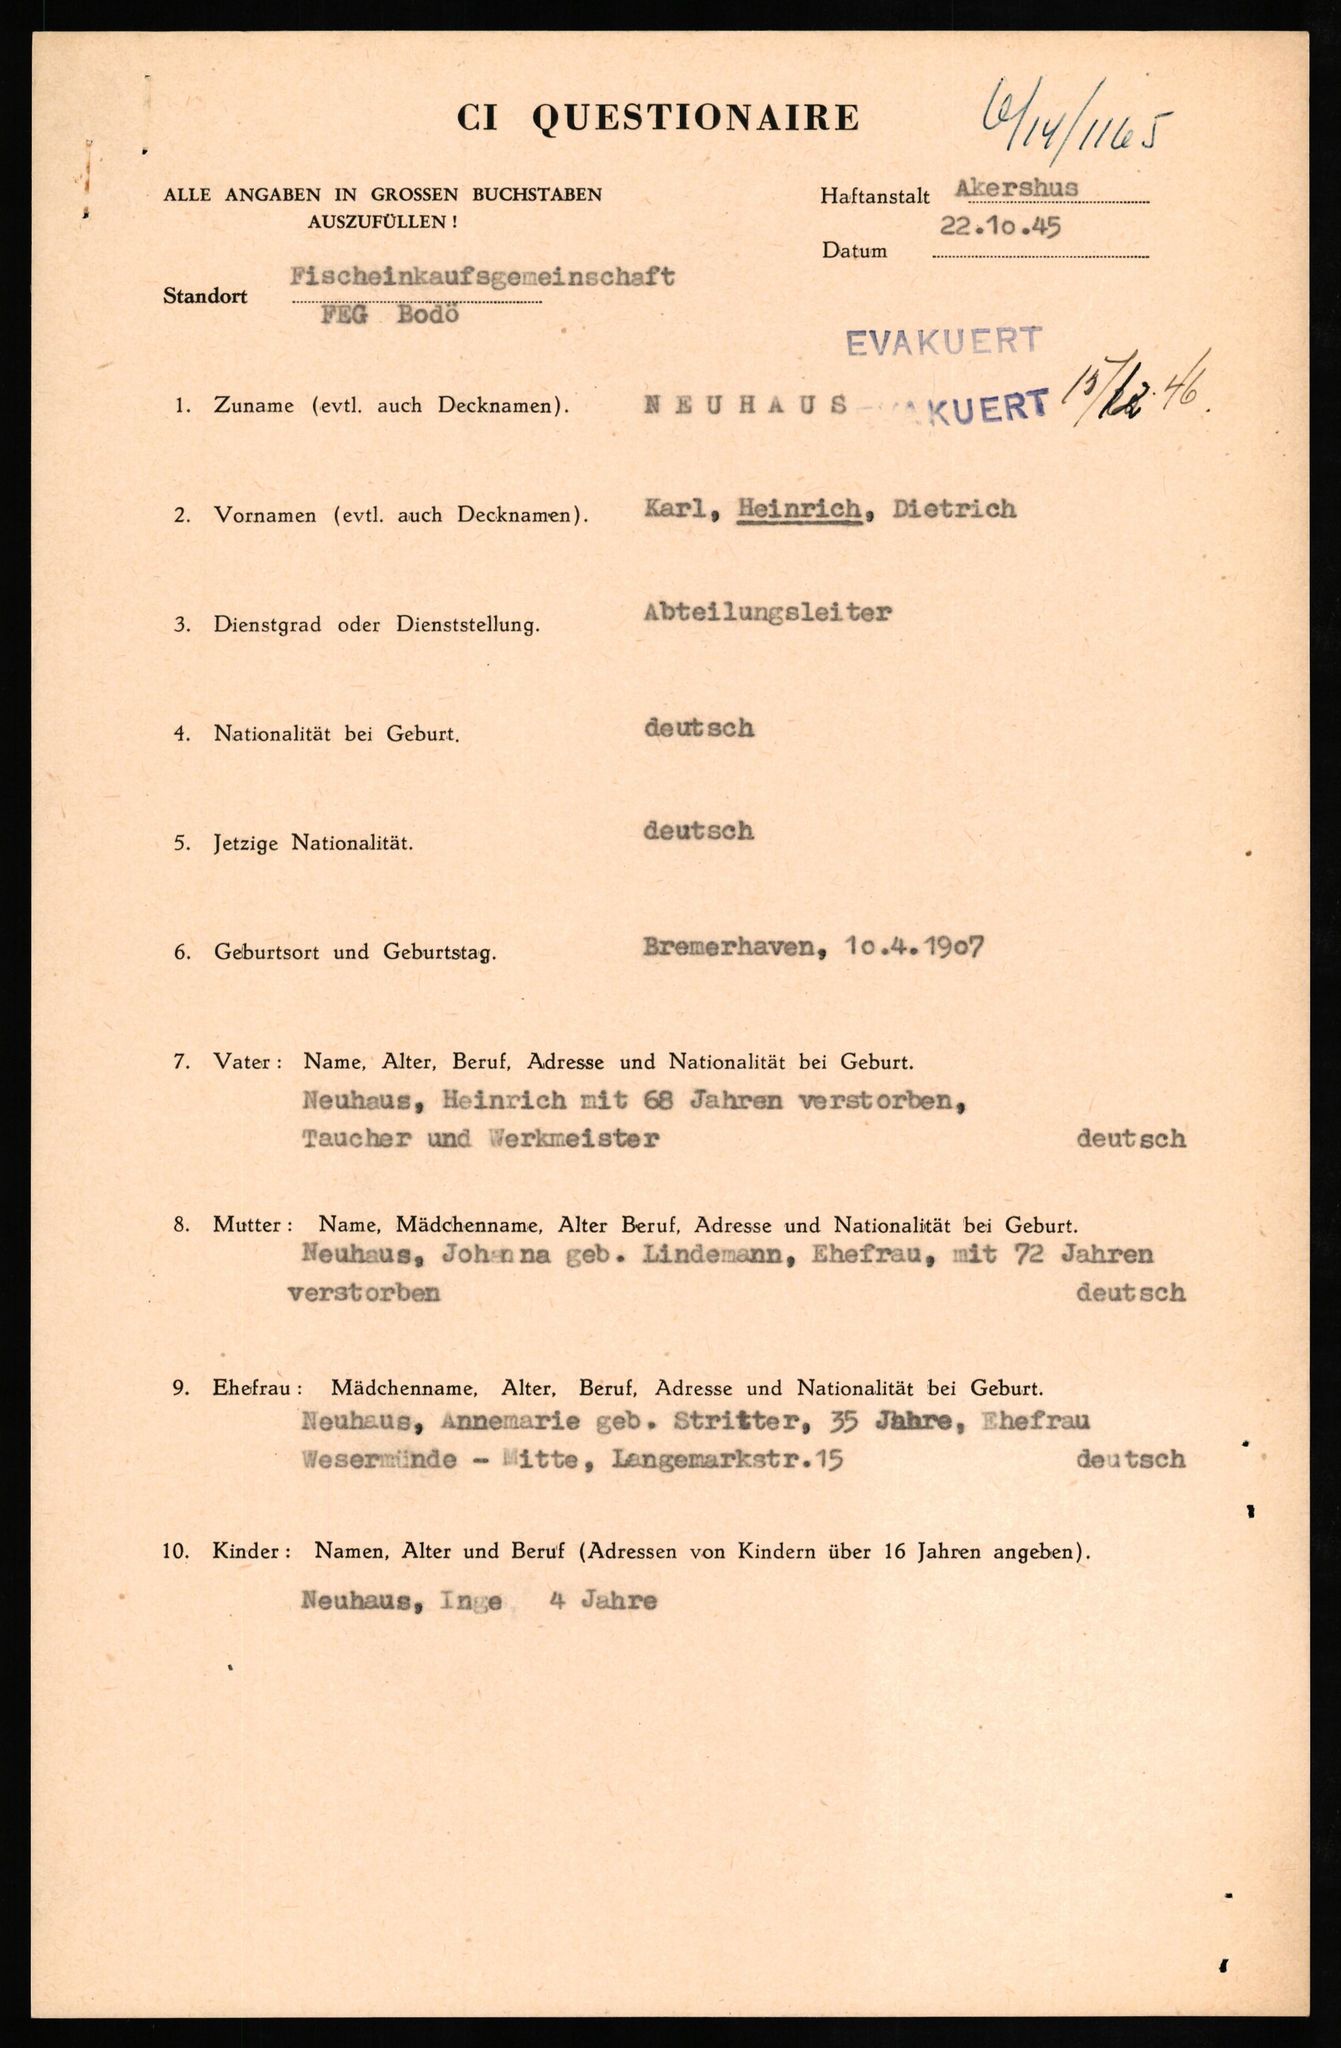 CI QUESTIONAIRE
6/14/1165
ALLE ANGABEN IN GROSSEN BUCHSTABEN
AUSZUFÜLLEN!
Haftanstalt Akershus
Datum 22.10.45
Standort Fischeinkaufsgemeinschaft
FEG Bodö
EVAKUERT
1. Zuname (evtl. auch Decknamen). NEUHAUS
EVAKUERT 15/12.46.
2. Vornamen (evtl. auch Decknamen). Karl, Heinrich, Dietrich
3. Dienstgrad oder Dienststellung. Abteilungsleiter
4. Nationalität bei Geburt. deutsch
5. Jetzige Nationalität. deutsch
6. Geburtsort und Geburtstag. Bremerhaven, 1o.4.19o7
7. Vater: Name, Alter, Beruf, Adresse und Nationalität bei Geburt.
Neuhaus, Heinrich mit 68 Jahren verstorben,
Taucher und Werkmeister deutsch
8. Mutter: Name, Mädchenname, Alter Beruf, Adresse und Nationalität bei Geburt.
Neuhaus, Johanna geb. Lindemann, Ehefrau, mit 72 Jahren
verstorben deutsch
9. Ehefrau: Mädchenname, Alter, Beruf, Adresse und Nationalität bei Geburt.
Neuhaus, Annemarie geb. Stritter, 35 Jahre, Ehefrau
Wesermünde - Mitte, Langemarkstr.15 deutsch
10. Kinder: Namen, Alter und Beruf (Adressen von Kindern über 16 Jahren angeben).
Neuhaus, Inge 4 Jahre